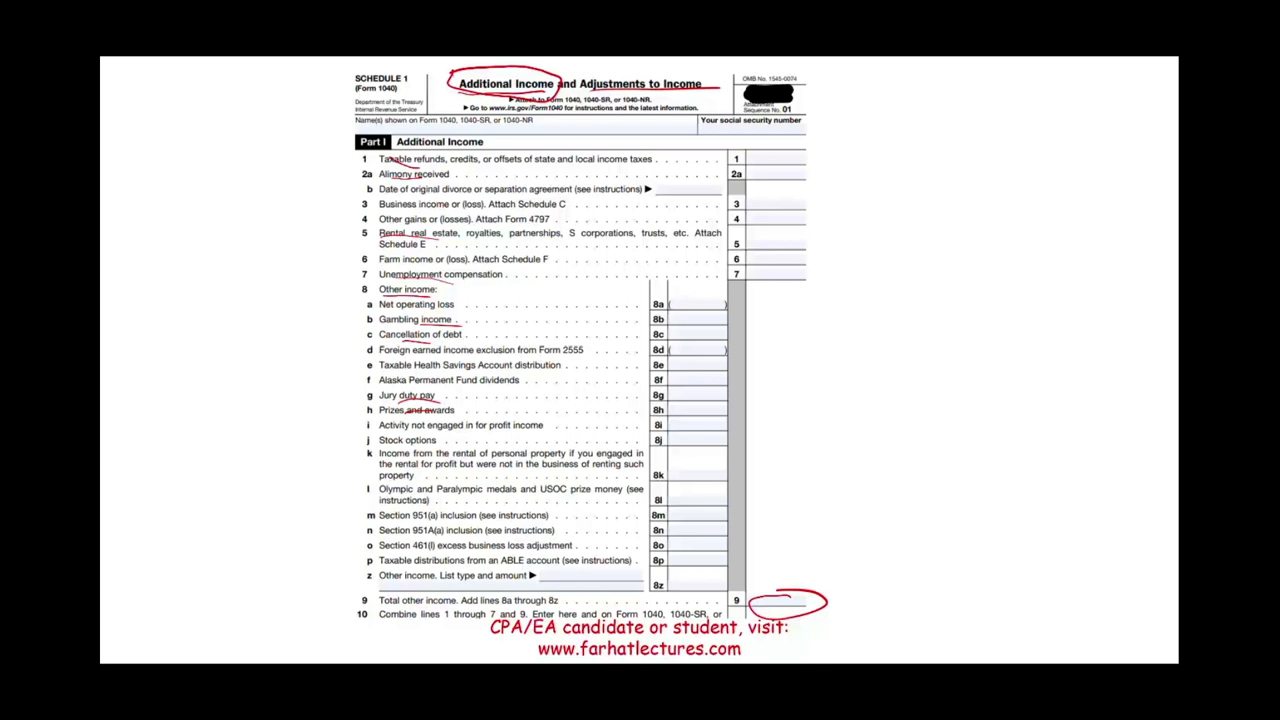 SCHEDULE 1
(Form 1040)
Department of the Treasury
Internal Revenue Service
Additional Income and Adjustments to Income
▶ Attach to Form 1040, 1040-SR, or 1040-NR.
▶ Go to www.irs.gov/Form1040 for instructions and the latest information.
OMB No. 1545-0074
Attachment
Sequence No. 01
Name(s) shown on Form 1040, 1040-SR, or 1040-NR
Your social security number
Part I Additional Income
1 Taxable refunds, credits, or offsets of state and local income taxes . . . . . . . 1
2a Alimony received . . . . . . . . . . . . . . . . . . . . 2a
b Date of original divorce or separation agreement (see instructions) ▶
3 Business income or (loss). Attach Schedule C . . . . . . . . . . . 3
4 Other gains or (losses). Attach Form 4797 . . . . . . . . . . . . 4
5 Rental real estate, royalties, partnerships, S corporations, trusts, etc. Attach
Schedule E . . . . . . . . . . . . . . . . . . . . . 5
6 Farm income or (loss). Attach Schedule F . . . . . . . . . . . . 6
7 Unemployment compensation . . . . . . . . . . . . . . . 7
8 Other income:
a Net operating loss . . . . . . . . . . . . 8a ( )
b Gambling income . . . . . . . . . . . . 8b
c Cancellation of debt . . . . . . . . . . . . 8c
d Foreign earned income exclusion from Form 2555 . . . . . 8d ( )
e Taxable Health Savings Account distribution . . . . . . 8e
f Alaska Permanent Fund dividends . . . . . . . . . 8f
g Jury duty pay . . . . . . . . . . . . . 8g
h Prizes and awards . . . . . . . . . . . . 8h
i Activity not engaged in for profit income . . . . . . . 8i
j Stock options . . . . . . . . . . . . . 8j
k Income from the rental of personal property if you engaged in
the rental for profit but were not in the business of renting such
property . . . . . . . . . . . . . . 8k
l Olympic and Paralympic medals and USOC prize money (see
instructions) . . . . . . . . . . . . . 8l
m Section 951(a) inclusion (see instructions) . . . . . . . 8m
n Section 951A(a) inclusion (see instructions) . . . . . . 8n
o Section 461(l) excess business loss adjustment . . . . . 8o
p Taxable distributions from an ABLE account (see instructions) . 8p
z Other income. List type and amount ▶
8z
9 Total other income. Add lines 8a through 8z . . . . . . . . . . . . 9
10 Combine lines 1 through 7 and 9. Enter here and on Form 1040, 1040-SR, or
CPA/EA candidate or student, visit:
www.farhatlectures.com